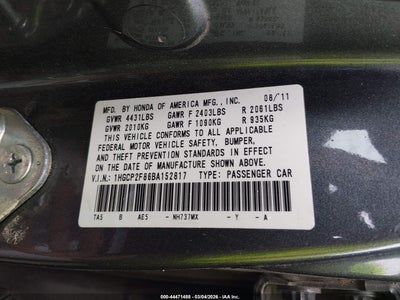 MFD. BY HONDA OF AMERICA MFG., INC. 08/11
GVWR 4431LBS GAWR F 2403LBS R 2061LBS
GVWR 2010KG GAWR F 1090KG R 935KG
THIS VEHICLE CONFORMS TO ALL APPLICABLE
FEDERAL MOTOR VEHICLE SAFETY, BUMPER,
AND THEFT PREVENTION STANDARDS IN EFFECT
ON THE DATE OF MANUFACTURE SHOWN ABOVE.
V.I.N.: 1HGCP2F86BA152817 TYPE: PASSENGER CAR
TA5 B AE5 - NH737MX - Y - A
000-44471488 - 03/04/2026 - IAA Inc.